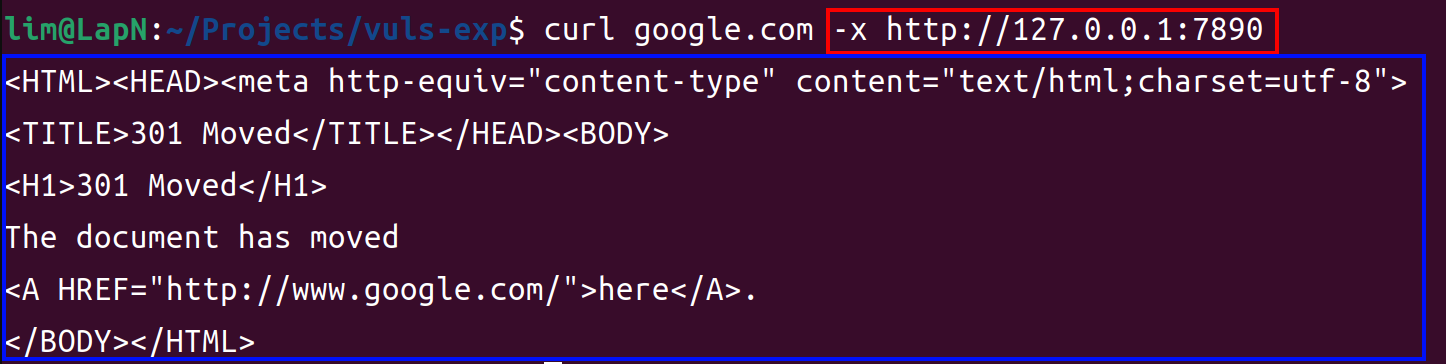 lim@LapN:~/Projects/vuls-exp$ curl google.com -x http://127.0.0.1:7890
<HTML><HEAD><meta http-equiv="content-type" content="text/html;charset=utf-8">
<TITLE>301 Moved</TITLE></HEAD><BODY>
<H1>301 Moved</H1>
The document has moved
<A HREF="http://www.google.com/">here</A>.
</BODY></HTML>